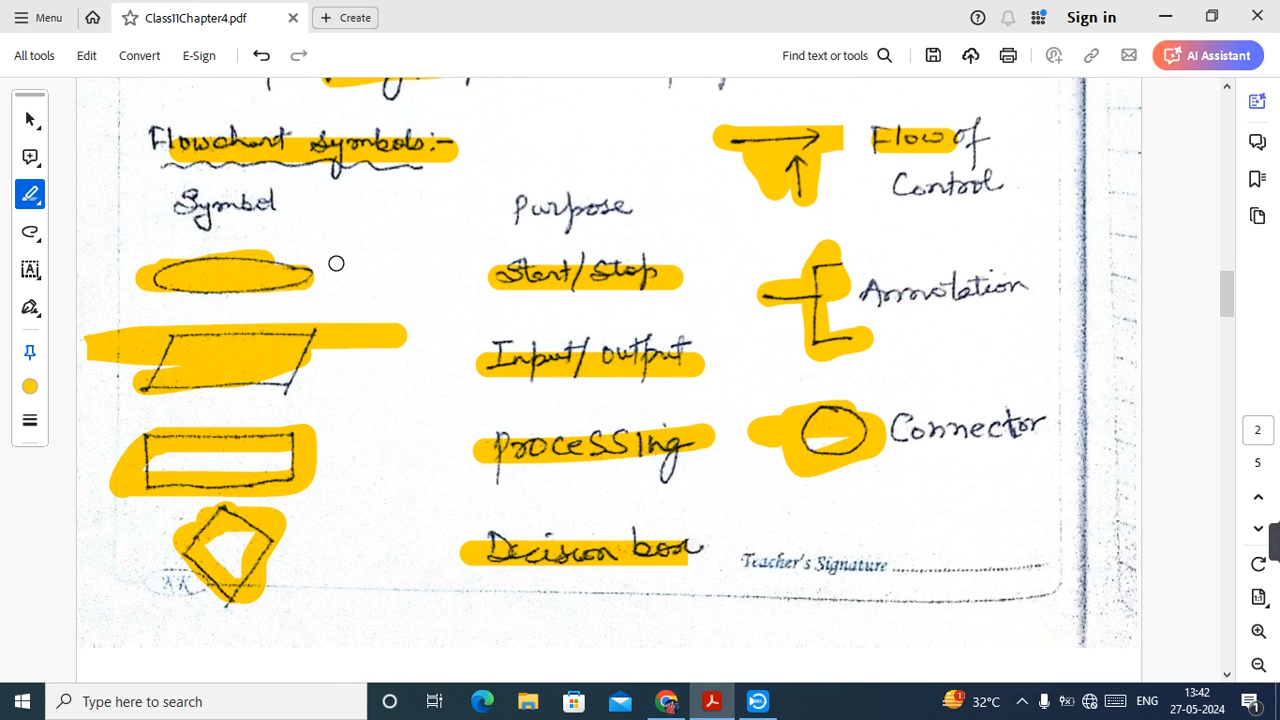 Menu
Class11Chapter4.pdf
Create
Sign in
All tools
Edit
Convert
E-Sign
Find text or tools
AI Assistant
Flowchart Symbols:-
Symbol
Purpose
Start/Stop
Input/output
Processing
Decision box
Flow of
Control
Annotation
Connector
Teacher's Signature
2
5
Type here to search
1
32°C
ENG
13:42
27-05-2024
1